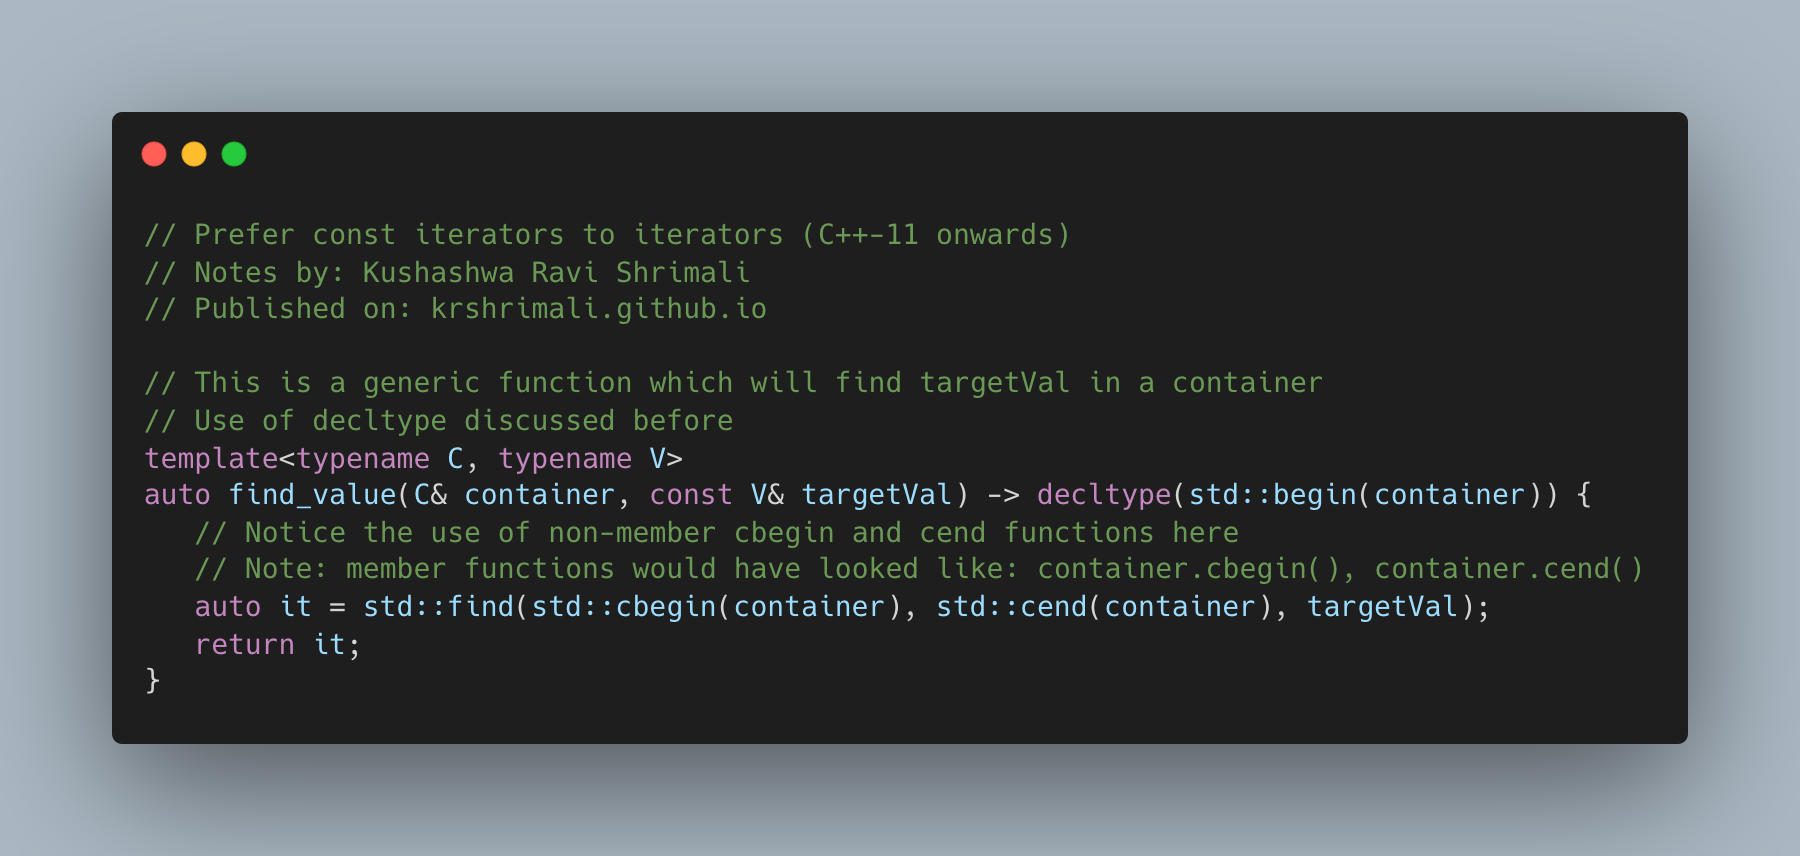 // Prefer const iterators to iterators (C++-11 onwards)
// Notes by: Kushashwa Ravi Shrimali
// Published on: krshrimali.github.io
// This is a generic function which will find targetVal in a container
// Use of decltype discussed before
template<typename C, typename V>
auto find_value(C& container, const V& targetVal) -> decltype(std::begin(container)) {
   // Notice the use of non-member cbegin and cend functions here
   // Note: member functions would have looked like: container.cbegin(), container.cend()
   auto it = std::find(std::cbegin(container), std::cend(container), targetVal);
   return it;
}